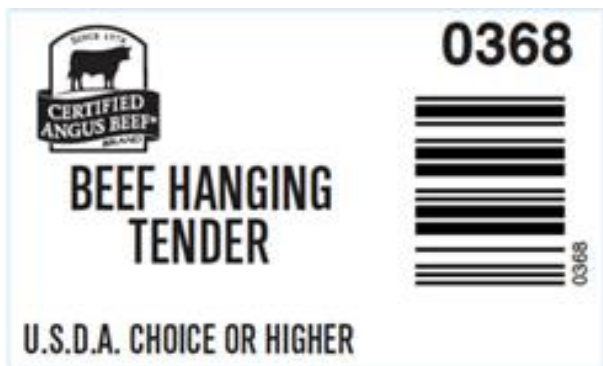 0368
SINCE 1978
CERTIFIED
ANGUS BEEF®
BRAND
BEEF HANGING
TENDER
0368
U.S.D.A. CHOICE OR HIGHER